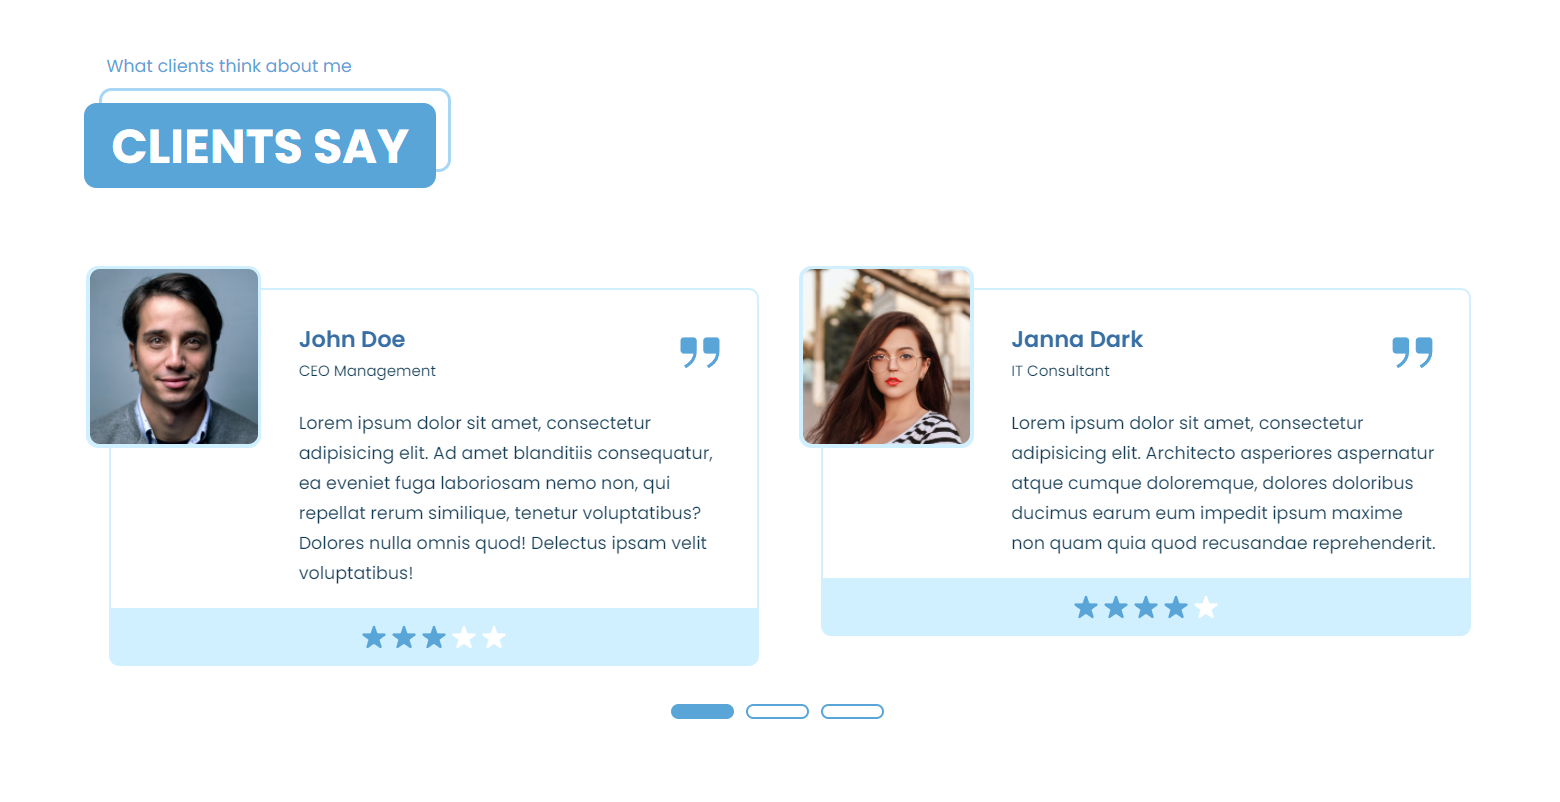 What clients think about me
CLIENTS SAY
John Doe
CEO Management
Lorem ipsum dolor sit amet, consectetur
adipisicing elit. Ad amet blanditiis consequatur,
ea eveniet fuga laboriosam nemo non, qui
repellat rerum similique, tenetur voluptatibus?
Dolores nulla omnis quod! Delectus ipsam velit
voluptatibus!
Janna Dark
IT Consultant
Lorem ipsum dolor sit amet, consectetur
adipisicing elit. Architecto asperiores aspernatur
atque cumque doloremque, dolores doloribus
ducimus earum eum impedit ipsum maxime
non quam quia quod recusandae reprehenderit.